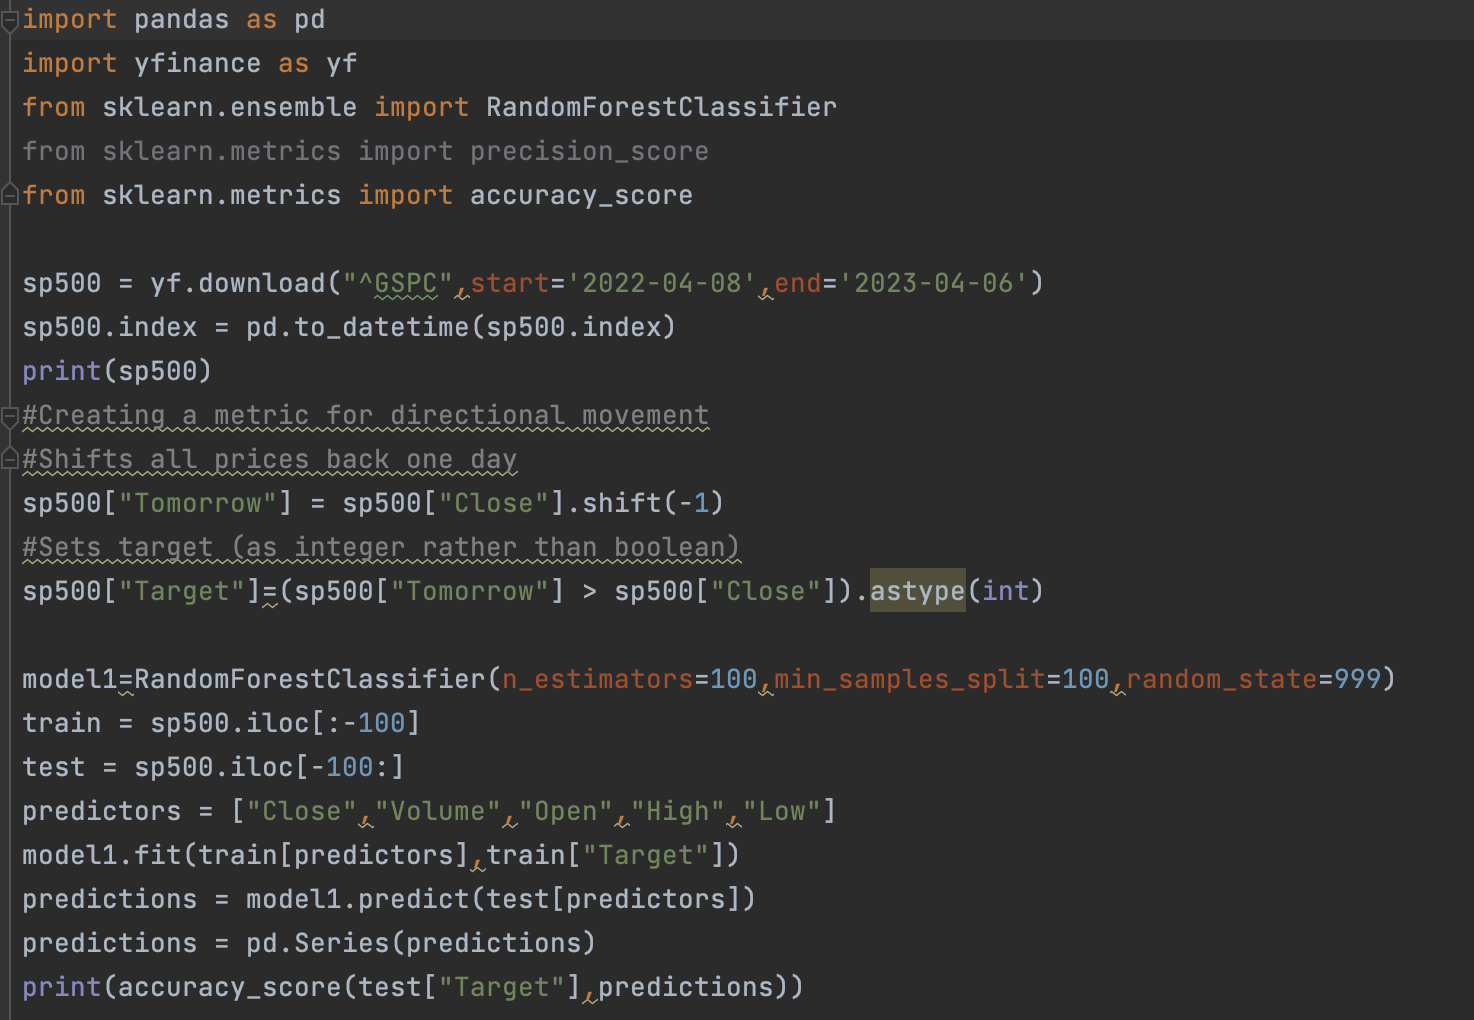 import pandas as pd
import yfinance as yf
from sklearn.ensemble import RandomForestClassifier
from sklearn.metrics import precision_score
from sklearn.metrics import accuracy_score
sp500 = yf.download("^GSPC",start='2022-04-08',end='2023-04-06')
sp500.index = pd.to_datetime(sp500.index)
print(sp500)
#Creating a metric for directional movement
#Shifts all prices back one day
sp500["Tomorrow"] = sp500["Close"].shift(-1)
#Sets target (as integer rather than boolean)
sp500["Target"]=(sp500["Tomorrow"] > sp500["Close"]).astype(int)
model1=RandomForestClassifier(n_estimators=100,min_samples_split=100,random_state=999)
train = sp500.iloc[:-100]
test = sp500.iloc[-100:]
predictors = ["Close","Volume","Open","High","Low"]
model1.fit(train[predictors],train["Target"])
predictions = model1.predict(test[predictors])
predictions = pd.Series(predictions)
print(accuracy_score(test["Target"],predictions))